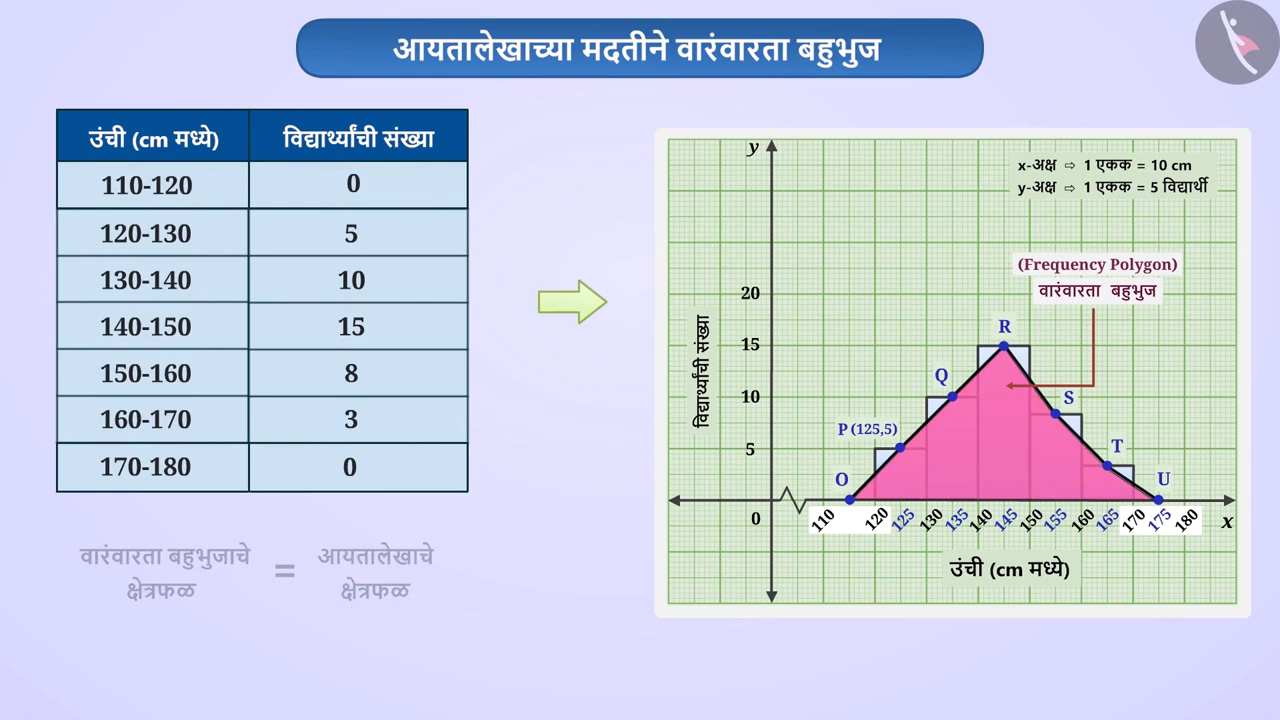 आयतालेखाच्या मदतीने वारंवारता बहुभुज
उंची (cm मध्ये) विद्यार्थ्यांची संख्या
110-120 0
120-130 5
130-140 10
140-150 15
150-160 8
160-170 3
170-180 0
वारंवारता बहुभुजाचे = आयतालेखाचे
क्षेत्रफळ क्षेत्रफळ
y
x-अक्ष ⇨ 1 एकक = 10 cm
y-अक्ष ⇨ 1 एकक = 5 विद्यार्थी
(Frequency Polygon)
वारंवारता बहुभुज
20
15
10
5
0
विद्यार्थ्यांची संख्या
R
Q
S
P (125,5)
T
O
U
110 120 125 130 135 140 145 150 155 160 165 170 175 180 x
उंची (cm मध्ये)